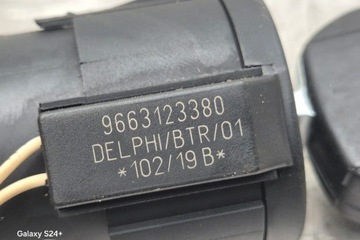 9663123380
DELPHI/BTR/01
*102/19 B*
Galaxy S24+